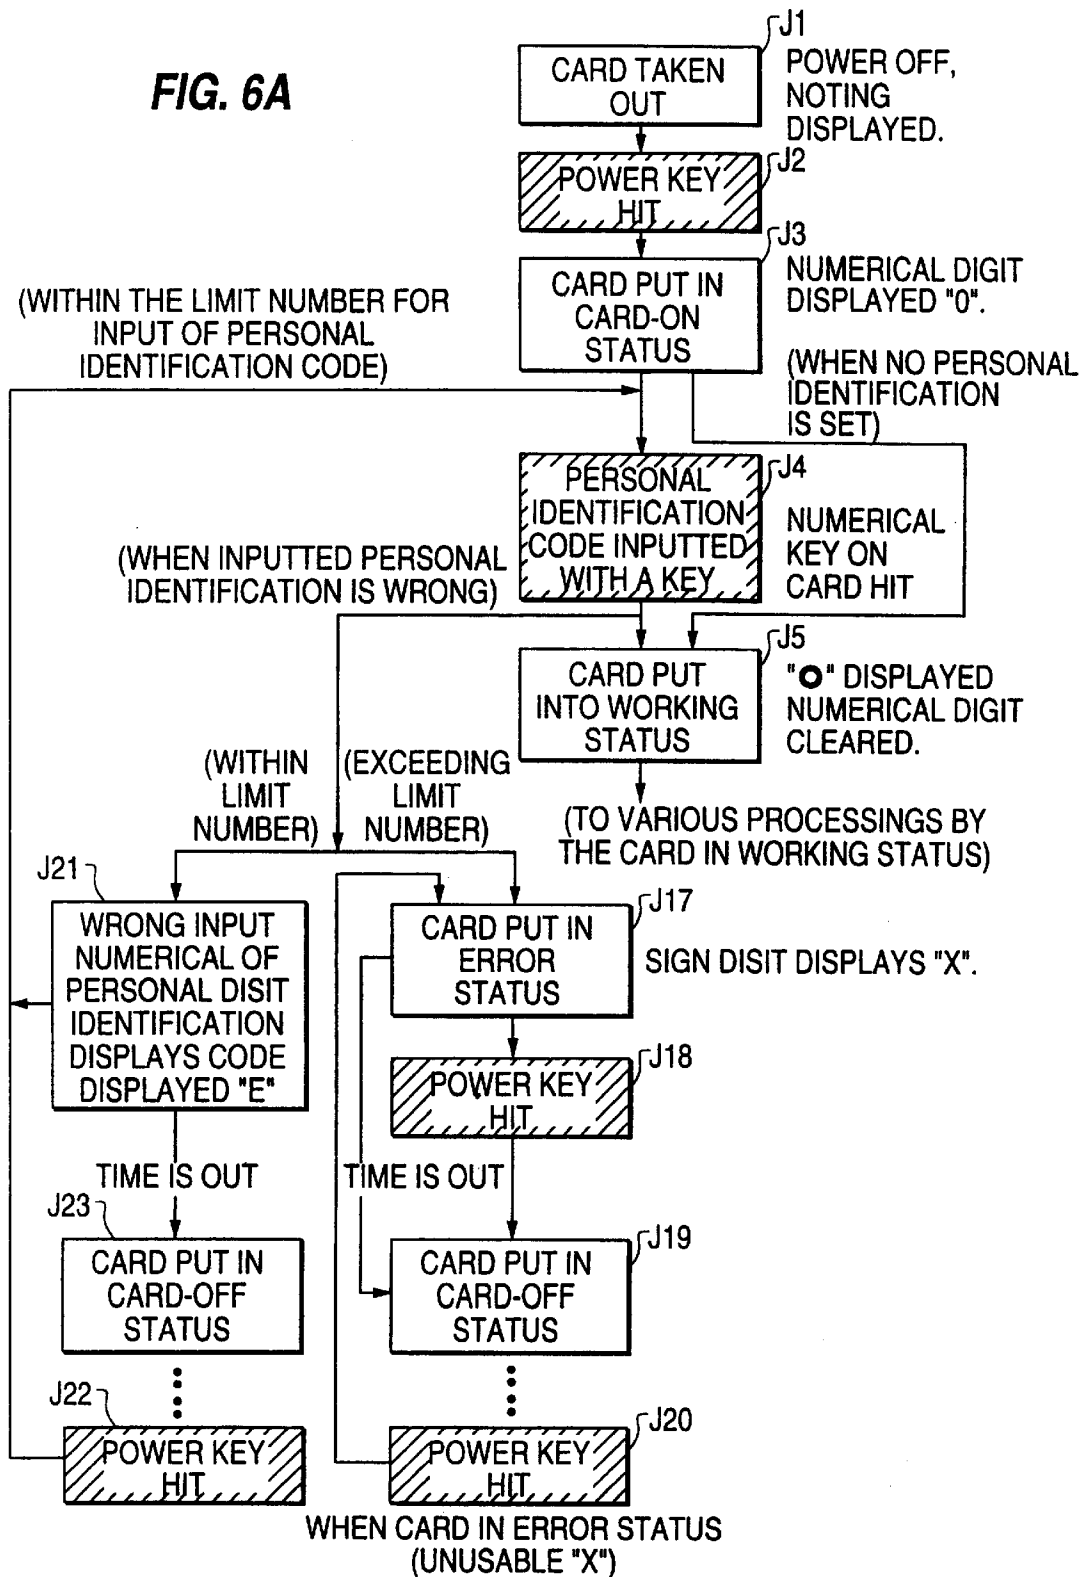 FIG. 6A
J1
CARD TAKEN
OUT
POWER OFF,
NOTING
DISPLAYED.
J2
POWER KEY
HIT
J3
CARD PUT IN
CARD-ON
STATUS
NUMERICAL DIGIT
DISPLAYED "0".
(WITHIN THE LIMIT NUMBER FOR
INPUT OF PERSONAL
IDENTIFICATION CODE)
(WHEN NO PERSONAL
IDENTIFICATION
IS SET)
J4
PERSONAL
IDENTIFICATION
CODE INPUTTED
WITH A KEY
NUMERICAL
KEY ON
CARD HIT
(WHEN INPUTTED PERSONAL
IDENTIFICATION IS WRONG)
J5
CARD PUT
INTO WORKING
STATUS
"O" DISPLAYED
NUMERICAL DIGIT
CLEARED.
(WITHIN
LIMIT
NUMBER)
(EXCEEDING
LIMIT
NUMBER)
(TO VARIOUS PROCESSINGS BY
THE CARD IN WORKING STATUS)
J21
WRONG INPUT
NUMERICAL OF
PERSONAL DISIT
IDENTIFICATION
DISPLAYS CODE
DISPLAYED "E"
J17
CARD PUT IN
ERROR
STATUS
SIGN DISIT DISPLAYS "X".
J18
POWER KEY
HIT
TIME IS OUT
TIME IS OUT
J23
CARD PUT IN
CARD-OFF
STATUS
J19
CARD PUT IN
CARD-OFF
STATUS
J22
POWER KEY
HIT
J20
POWER KEY
HIT
WHEN CARD IN ERROR STATUS
(UNUSABLE "X")